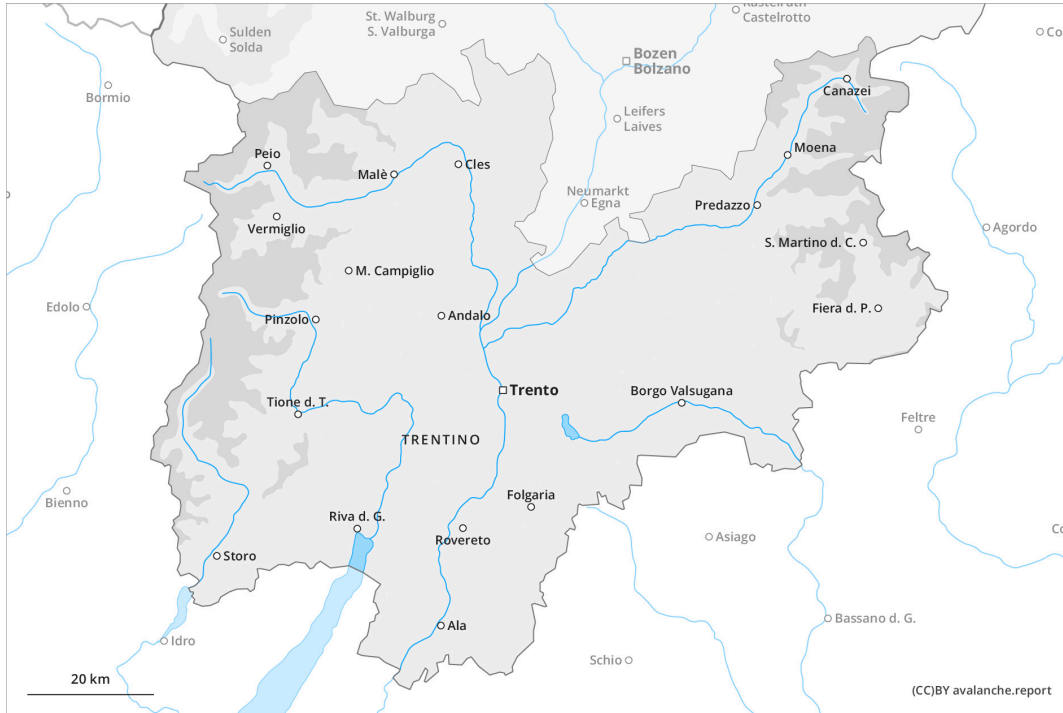 St. Walburg
S. Valburga
Kastelruth
Castelrotto
Sulden
Solda
Bozen
Bolzano
Co
Bormio
Canazei
Leifers
Laives
Moena
Peio
Malè
Cles
Neumarkt
Egna
Predazzo
Vermiglio
S. Martino d. C.
Agordo
M. Campiglio
Edolo
Pinzolo
Andalo
Fiera d. P.
Trento
Borgo Valsugana
Tione d. T.
Feltre
TRENTINO
Bienno
Folgaria
Riva d. G.
Rovereto
Asiago
Co
Storo
Bassano d. G.
Ala
Idro
Schio
20 km
(CC)BY avalanche.report